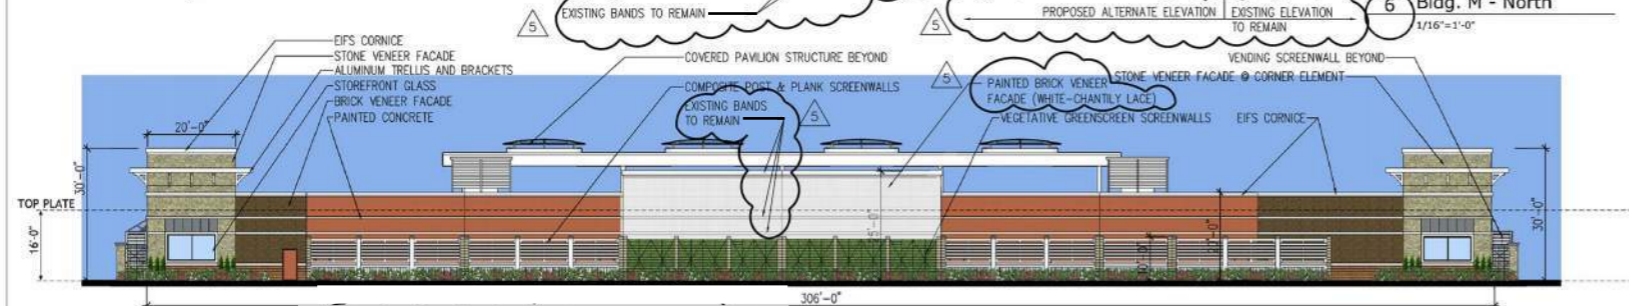 EXISTING BANDS TO REMAIN
5
5
PROPOSED ALTERNATE ELEVATION
EXISTING ELEVATION
TO REMAIN
6
Bldg. M - North
1/16"=1'-0"
EIFS CORNICE
STONE VENEER FACADE
ALUMINUM TRELLIS AND BRACKETS
STOREFRONT GLASS
BRICK VENEER FACADE
PAINTED CONCRETE
COVERED PAVILION STRUCTURE BEYOND
COMPOSITE POST & PLANK SCREENWALLS
EXISTING BANDS
TO REMAIN
5
5
PAINTED BRICK VENEER
FACADE (WHITE-CHANTILY LACE)
VENDING SCREENWALL BEYOND
STONE VENEER FACADE @ CORNER ELEMENT
VEGETATIVE GREENSCREEN SCREENWALLS
EIFS CORNICE
20'-0"
30'-0"
TOP PLATE
16'-0"
30'-0"
306'-0"